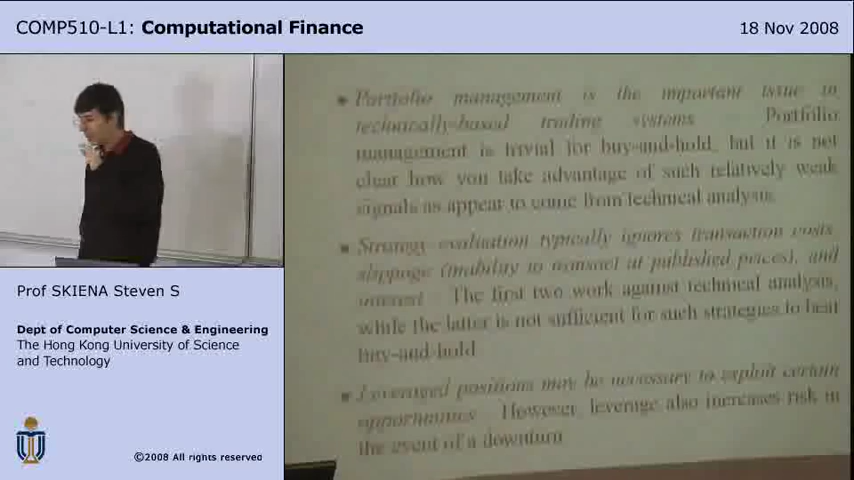 COMP510-L1: Computational Finance
18 Nov 2008
• Portfolio management is the important issue in
technically-based trading systems Portfolio
management is trivial for buy-and-hold, but it is not
clear how you take advantage of such relatively weak
signals as appear to come from technical analysis.
• Strategy evaluation typically ignores transaction costs,
slippage (inability to transact at published prices), and
interest The first two work against technical analysis,
while the latter is not sufficient for such strategies to beat
buy-and-hold
• Leveraged positions may be necessary to exploit certain
opportunities However, leverage also increases risk in
the event of a downturn
Prof SKIENA Steven S
Dept of Computer Science & Engineering
The Hong Kong University of Science
and Technology
©2008 All rights reserved